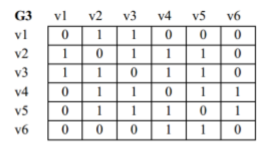 G3 v1 v2 v3 v4 v5 v6
v1 0 1 1 0 0 0
v2 1 0 1 1 1 0
v3 1 1 0 1 1 0
v4 0 1 1 0 1 1
v5 0 1 1 1 0 1
v6 0 0 0 1 1 0